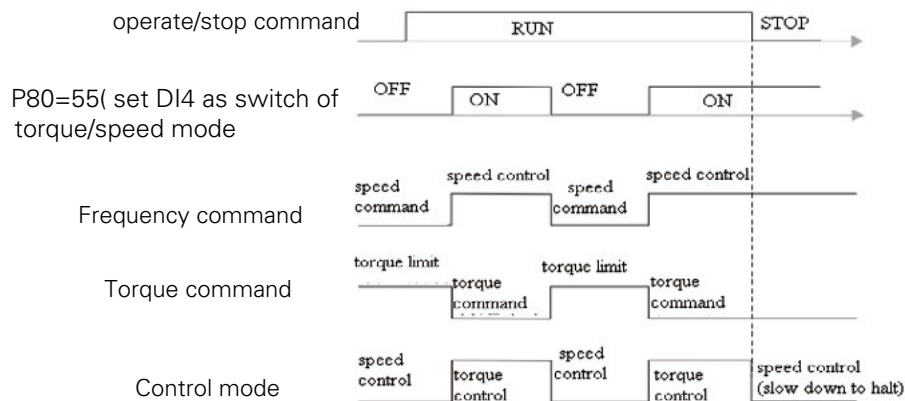 operate/stop command
RUN
STOP
P80=55( set DI4 as switch of
torque/speed mode
OFF
ON
OFF
ON
Frequency command
speed
command
speed control
speed
command
speed control
Torque command
torque limit
torque
command
torque limit
torque
command
Control mode
speed
control
torque
control
speed
control
torque
control
speed control
(slow down to halt)